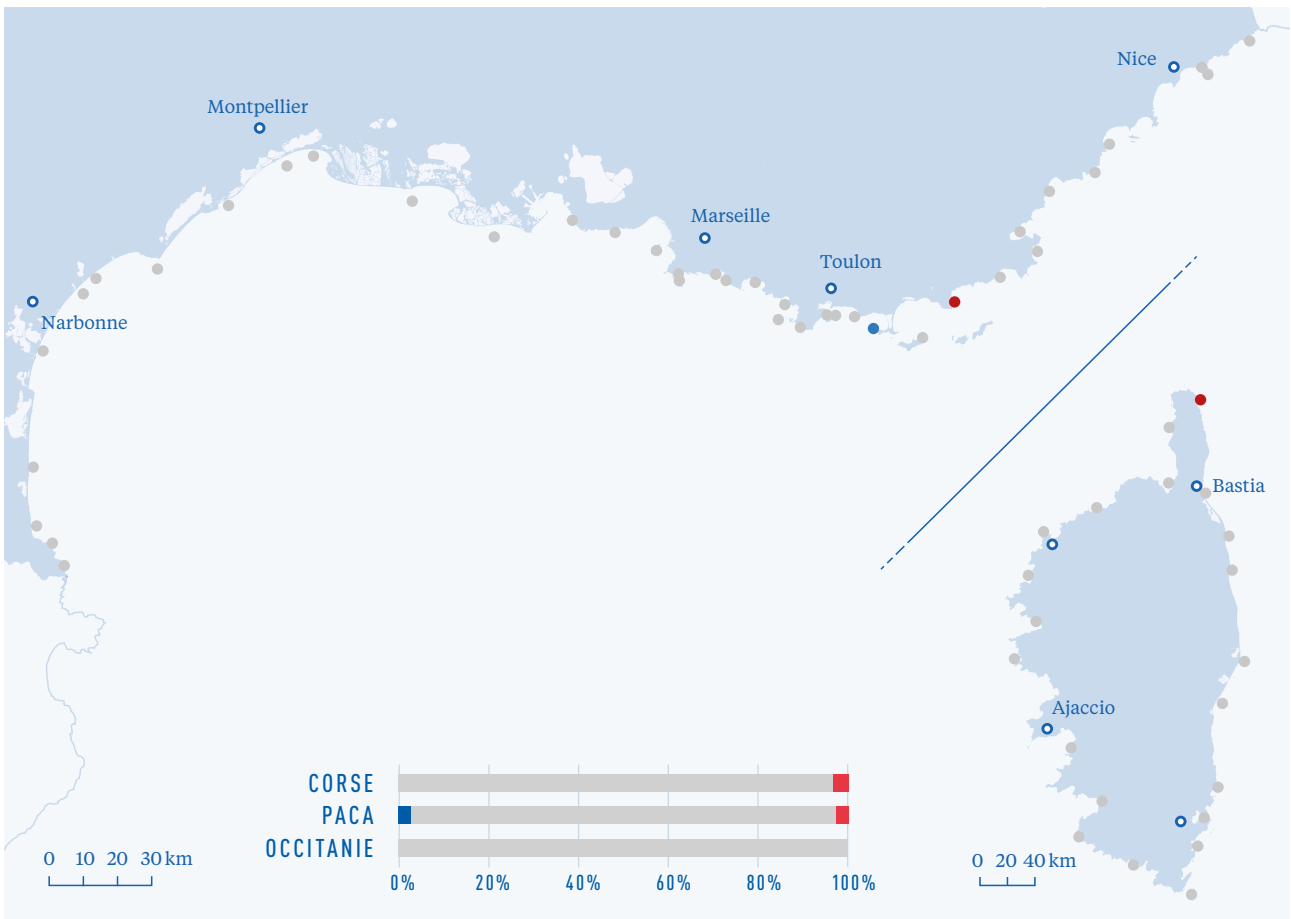 Nice
Montpellier
Marseille
Toulon
Narbonne
Bastia
Ajaccio
CORSE
PACA
OCCITANIE
0% 20% 40% 60% 80% 100%
0 10 20 30 km
0 20 40 km